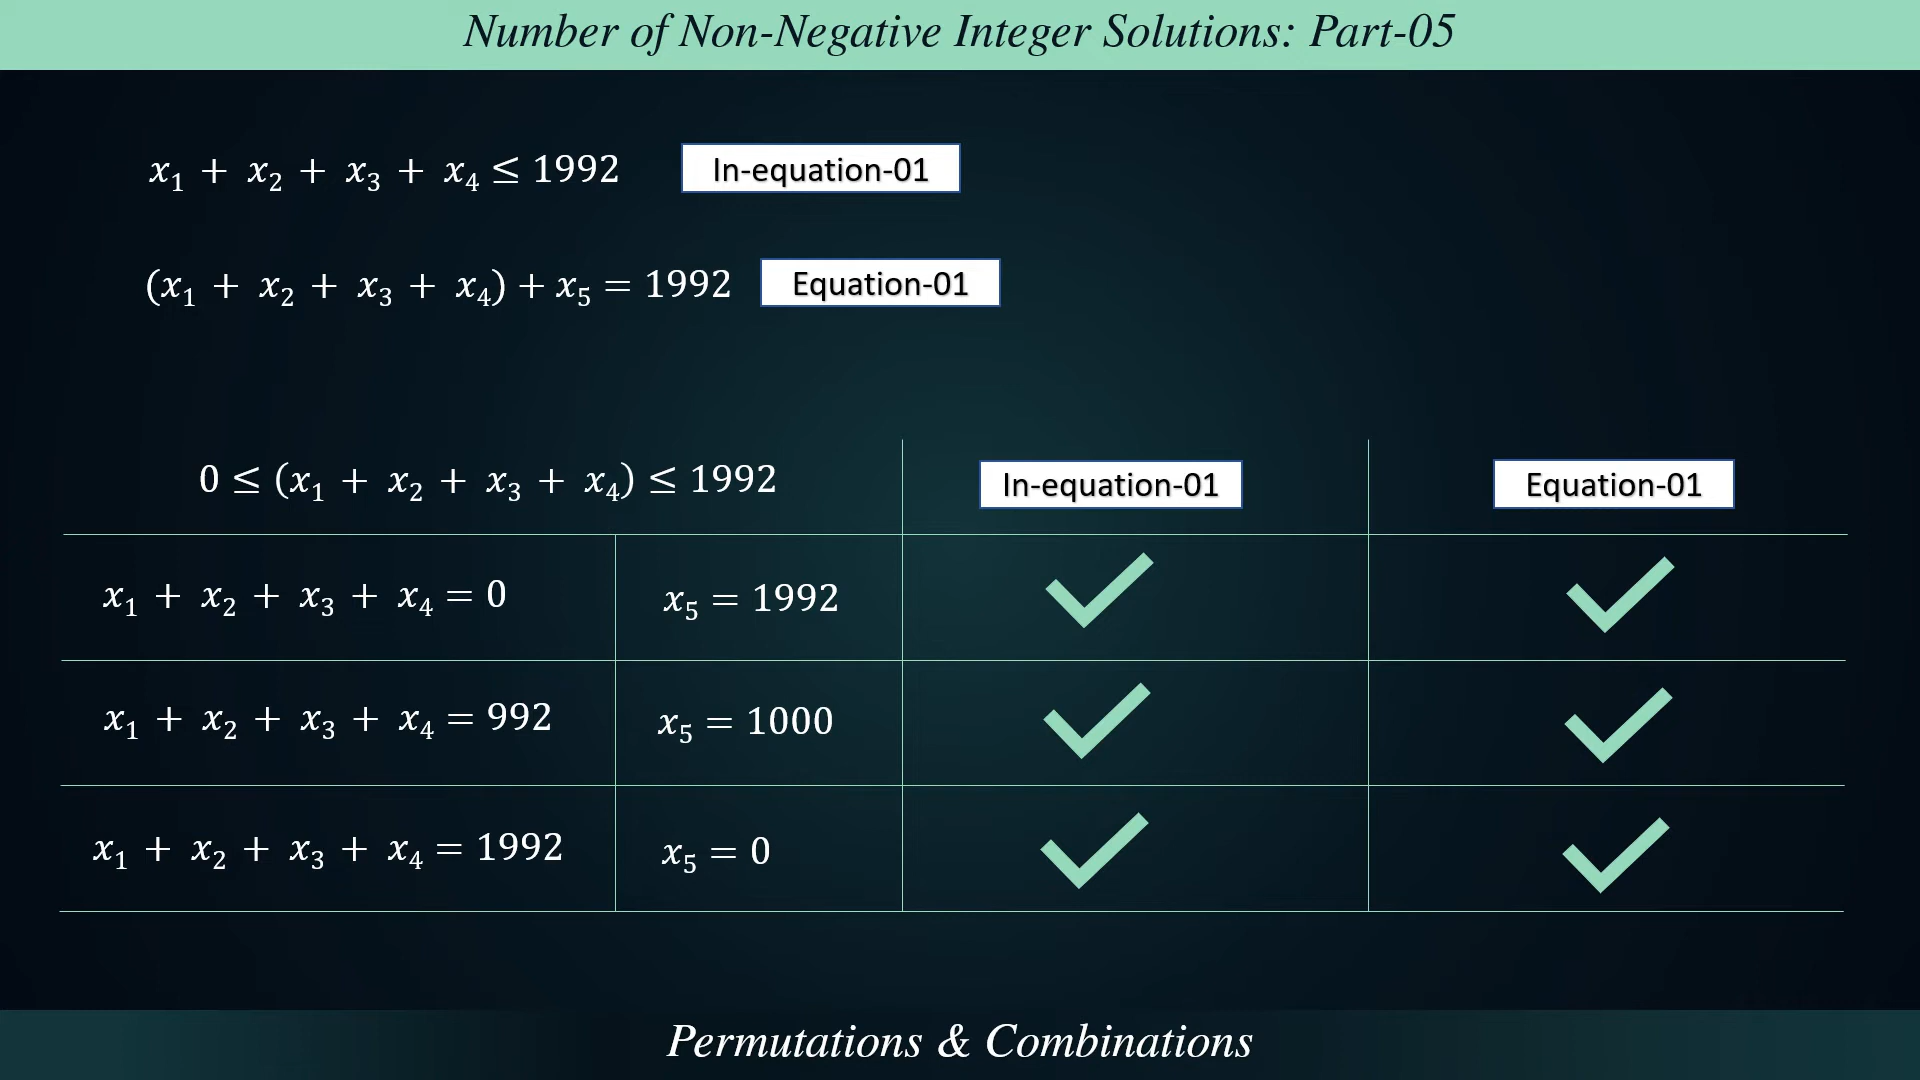 Number of Non-Negative Integer Solutions: Part-05
x₁ + x₂ + x₃ + x₄ ≤ 1992 In-equation-01
(x₁ + x₂ + x₃ + x₄) + x₅ = 1992 Equation-01
0 ≤ (x₁ + x₂ + x₃ + x₄) ≤ 1992 In-equation-01 Equation-01
x₁ + x₂ + x₃ + x₄ = 0 x₅ = 1992
x₁ + x₂ + x₃ + x₄ = 992 x₅ = 1000
x₁ + x₂ + x₃ + x₄ = 1992 x₅ = 0
Permutations & Combinations